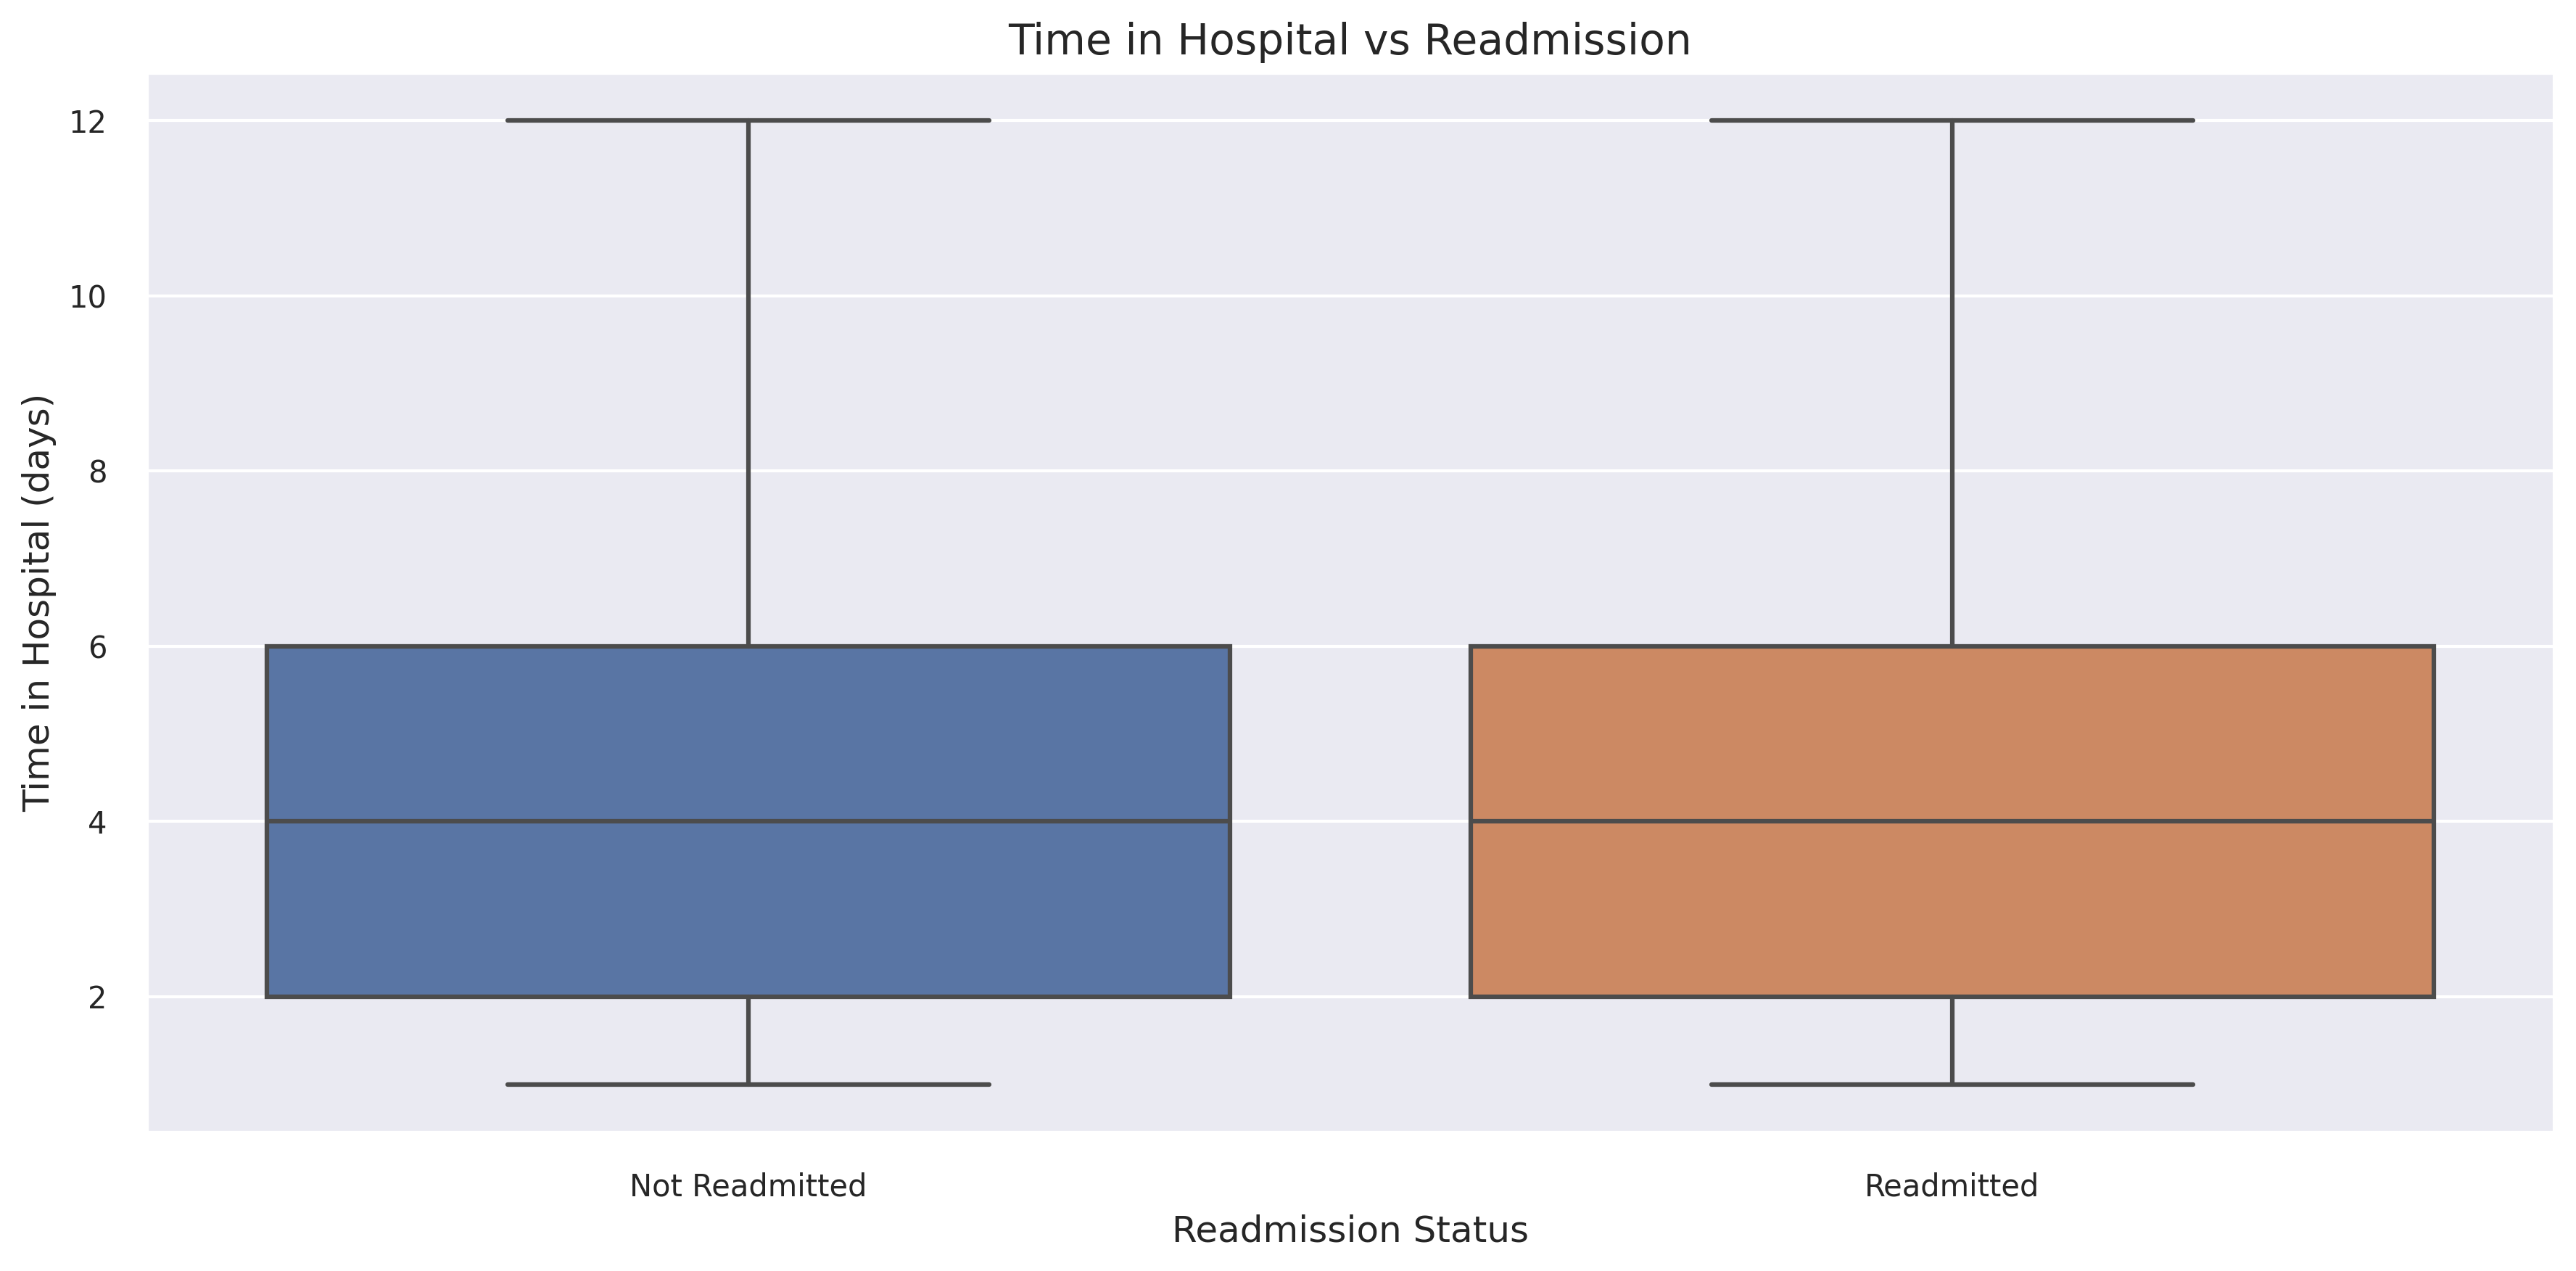 Time in Hospital vs Readmission
Time in Hospital (days)
12
10
8
6
4
2
Not Readmitted
Readmitted
Readmission Status